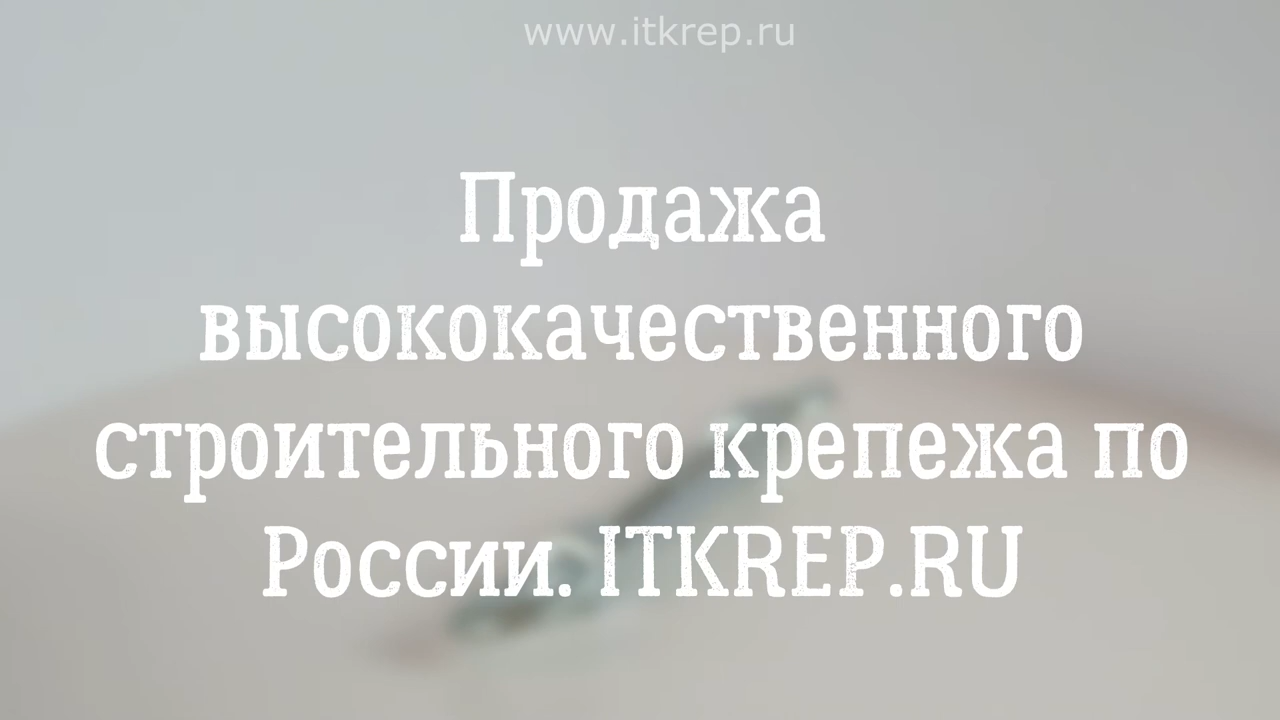 www.itkrep.ru
Продажа
высококачественного
строительного крепежа по
России. ITKREP.RU